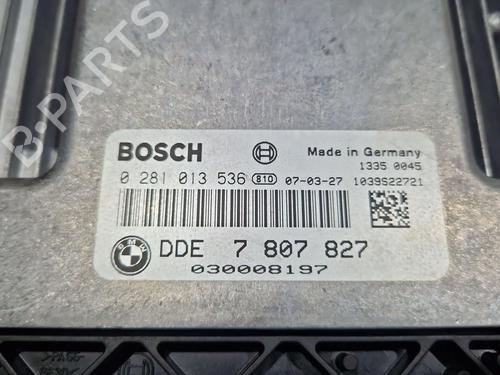 BOSCH
Made in Germany
1335 0045
0 281 013 536 810 07-03-27 1039S22721
BMW DDE 7 807 827
030008197
B-Parts